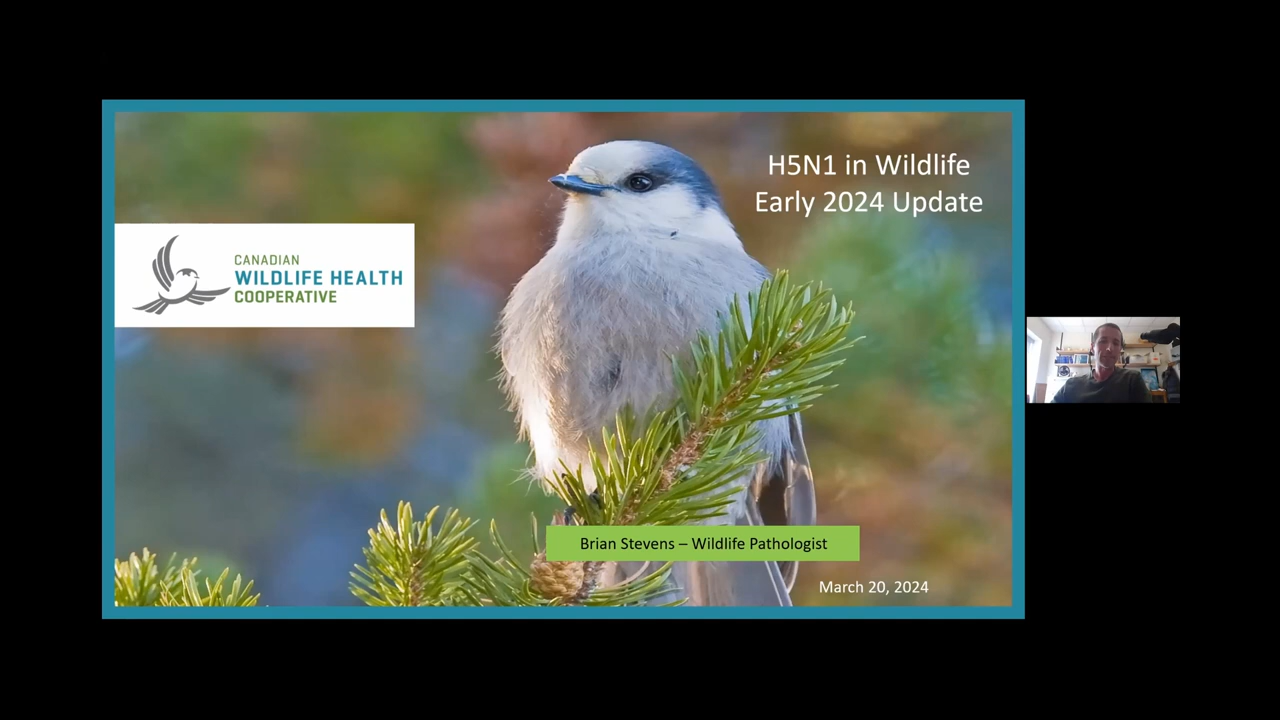 H5N1 in Wildlife
Early 2024 Update
CANADIAN
WILDLIFE HEALTH
COOPERATIVE
Brian Stevens – Wildlife Pathologist
March 20, 2024